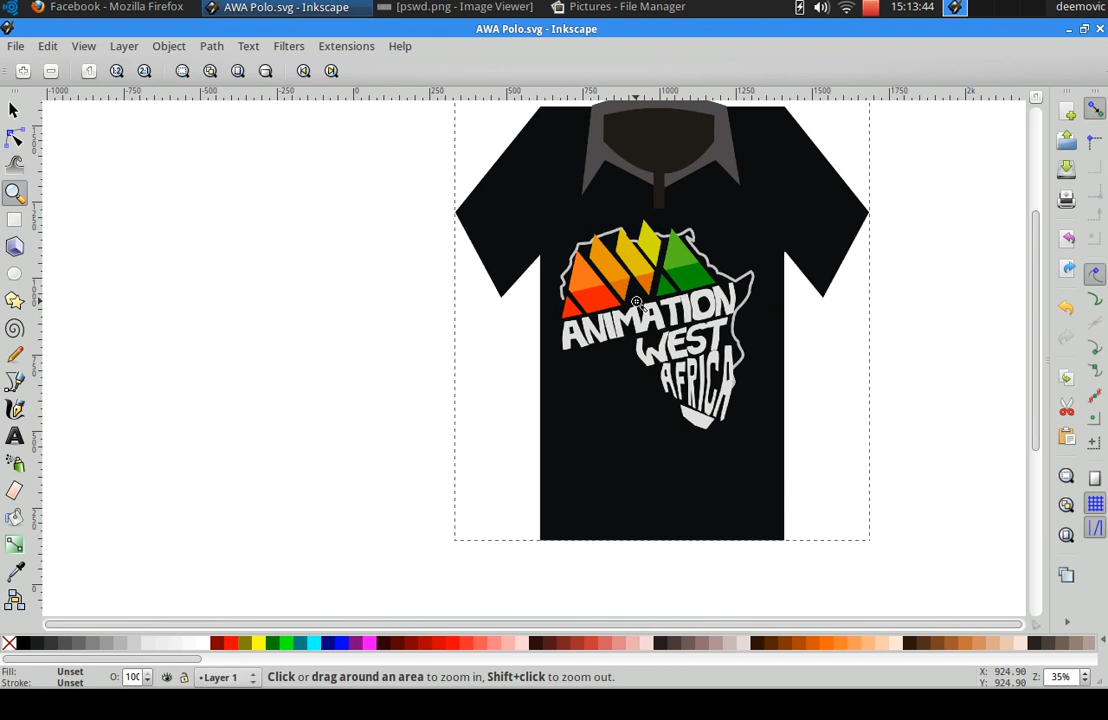 Facebook - Mozilla Firefox
AWA Polo.svg - Inkscape
[pswd.png - Image Viewer]
Pictures - File Manager
15:13:44
deemovic
AWA Polo.svg - Inkscape
File Edit View Layer Object Path Text Filters Extensions Help
-1000 -750 -500 -250 0 250 500 750 1000 1250 1500 1750 2k
ANIMATION
WEST
AFRICA
Fill: Unset
Stroke: Unset
O: 100
Layer 1
Click or drag around an area to zoom in, Shift+click to zoom out.
X: 924.90
Y: 924.90
Z: 35%